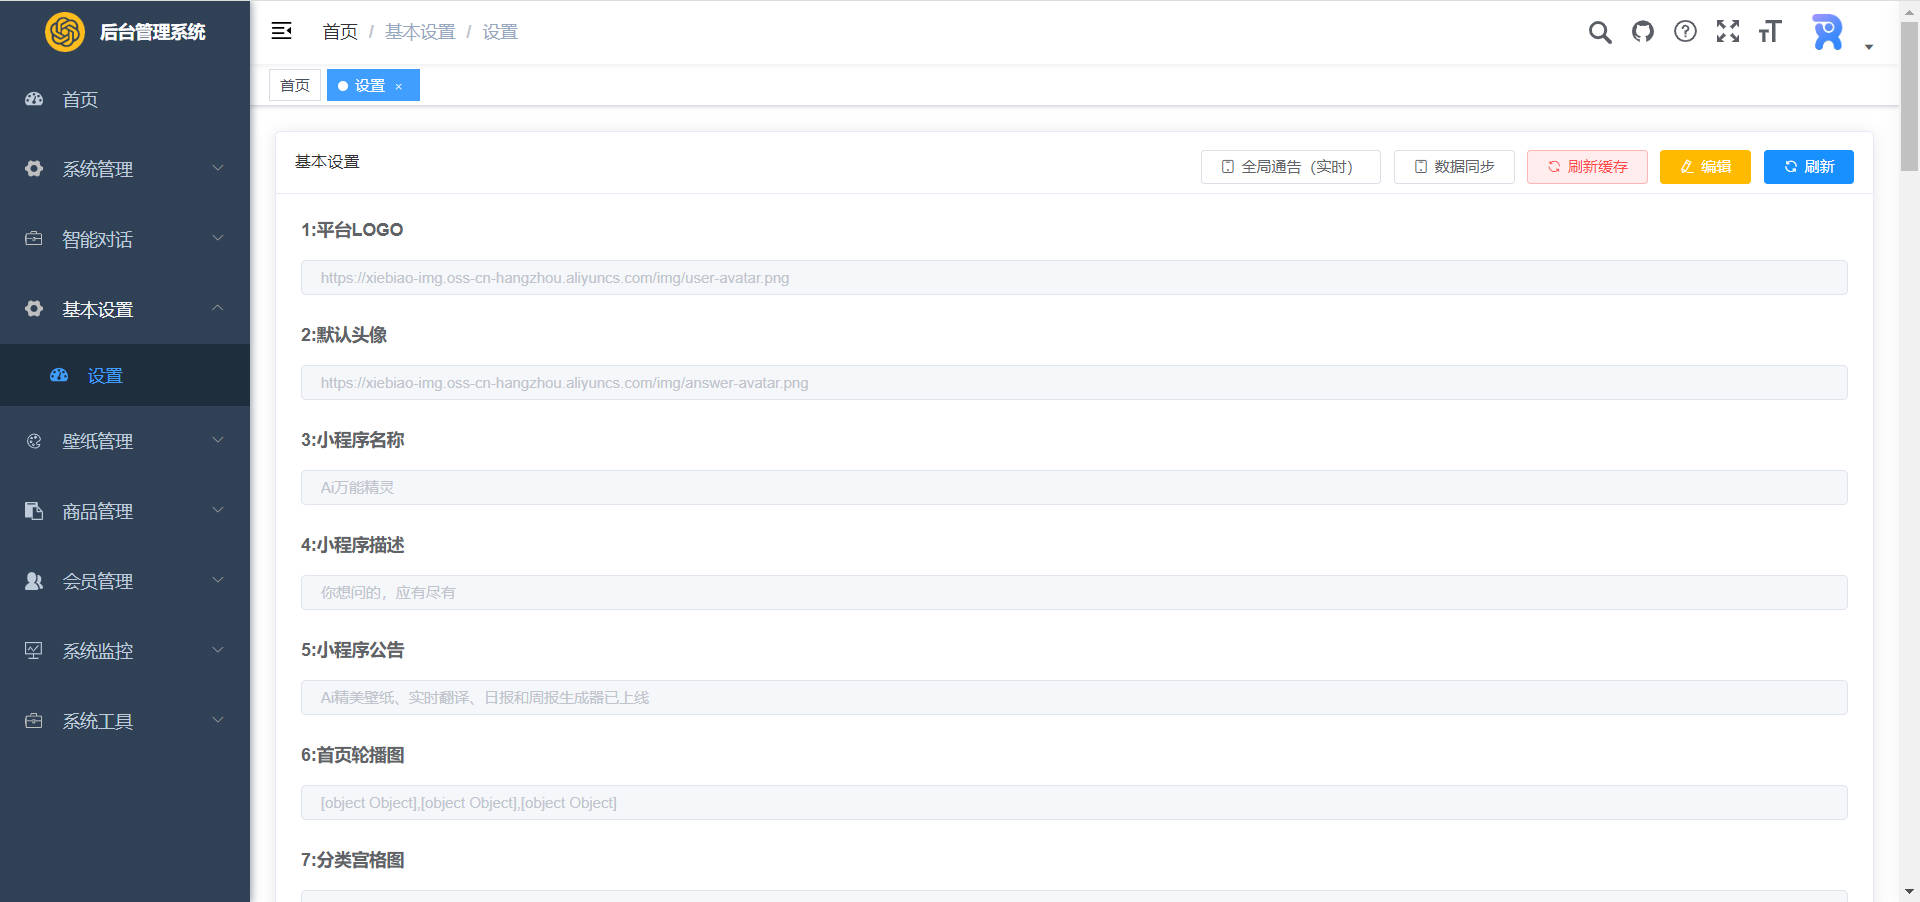 后台管理系统
首页 / 基本设置 / 设置
首页
设置 ×
首页
系统管理
智能对话
基本设置
设置
壁纸管理
商品管理
会员管理
系统监控
系统工具
基本设置
全局通告（实时）
数据同步
刷新缓存
编辑
刷新
1:平台LOGO
https://xiebiao-img.oss-cn-hangzhou.aliyuncs.com/img/user-avatar.png
2:默认头像
https://xiebiao-img.oss-cn-hangzhou.aliyuncs.com/img/answer-avatar.png
3:小程序名称
Ai万能精灵
4:小程序描述
你想问的，应有尽有
5:小程序公告
Ai精美壁纸、实时翻译、日报和周报生成器已上线
6:首页轮播图
[object Object],[object Object],[object Object]
7:分类宫格图